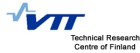 VTT
Technical Research
Centre of Finland